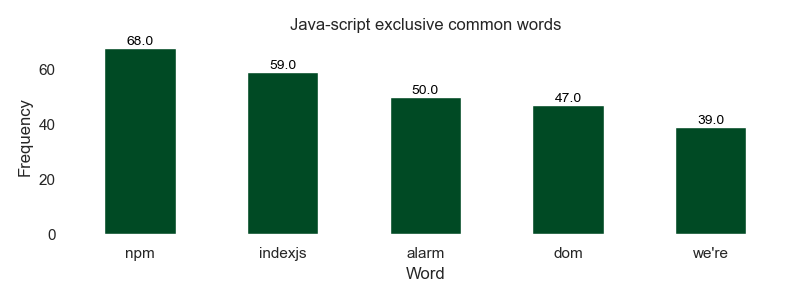 Java-script exclusive common words
68.0
59.0
50.0
47.0
39.0
Frequency
60
40
20
0
npm indexjs alarm dom we're
Word